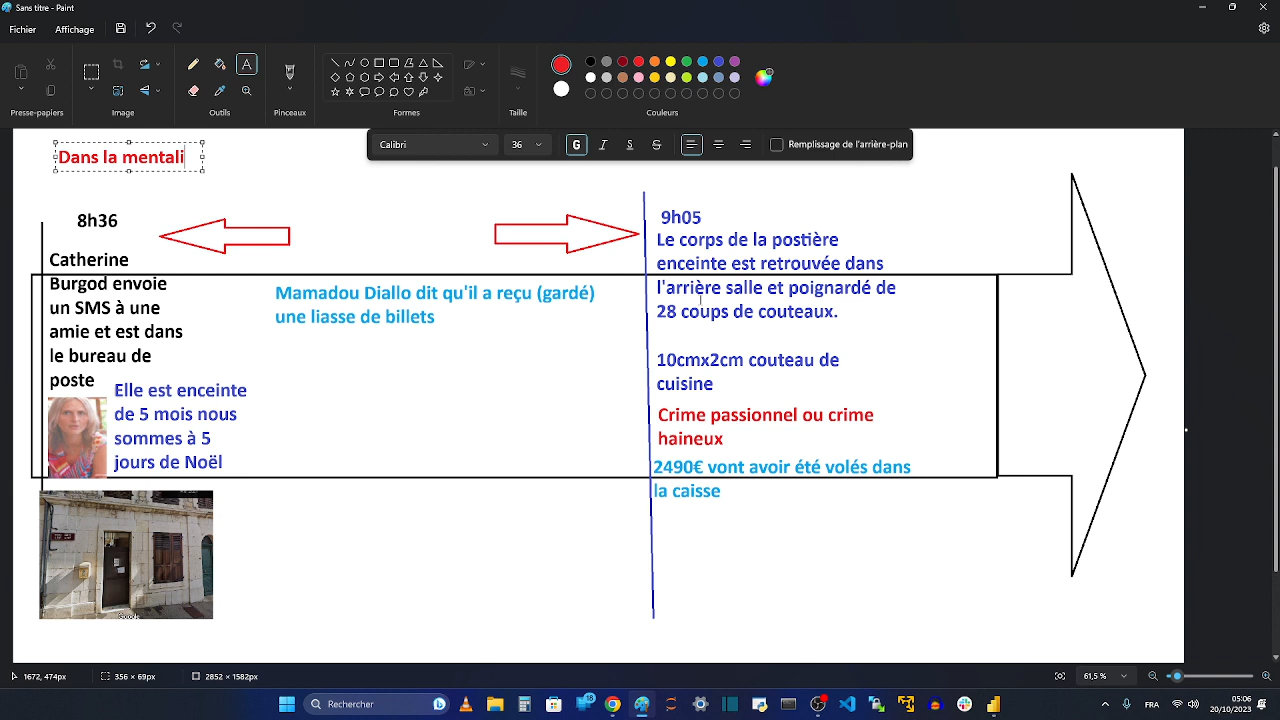 Sans titre - Paint
Fichier Affichage
Presse-papiers Image Outils Pinceaux Formes Taille Couleurs
Calibri 36 G I S S Remplissage de l'arrière-plan
Dans la mentali
8h36
Catherine
Burgod envoie
un SMS à une
amie et est dans
le bureau de
poste
Elle est enceinte
de 5 mois nous
sommes à 5
jours de Noël
Mamadou Diallo dit qu'il a reçu (gardé)
une liasse de billets
9h05
Le corps de la postière
enceinte est retrouvée dans
l'arrière salle et poignardé de
28 coups de couteaux.
10cmx2cm couteau de
cuisine
Crime passionnel ou crime
haineux
2490€ vont avoir été volés dans
la caisse
Google
1672, 474px 356 × 69px 2852 × 1582px 61,5 %
Rechercher 18 FRA 05:06
20/10/2023